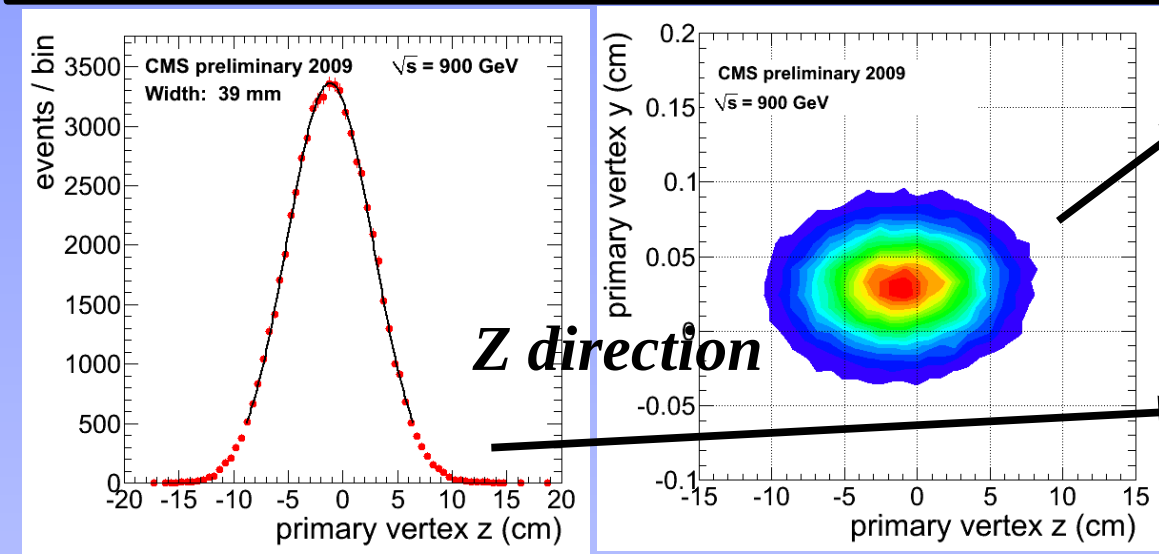 events / bin
3500
3000
2500
2000
1500
1000
500
0
CMS preliminary 2009 √s = 900 GeV
Width: 39 mm
-20 -15 -10 -5 0 5 10 15 20
primary vertex z (cm)
primary vertex y (cm)
0.2
0.15
0.1
0.05
0
-0.05
-0.1
CMS preliminary 2009
√s = 900 GeV
Z direction
-15 -10 -5 0 5 10 15
primary vertex z (cm)